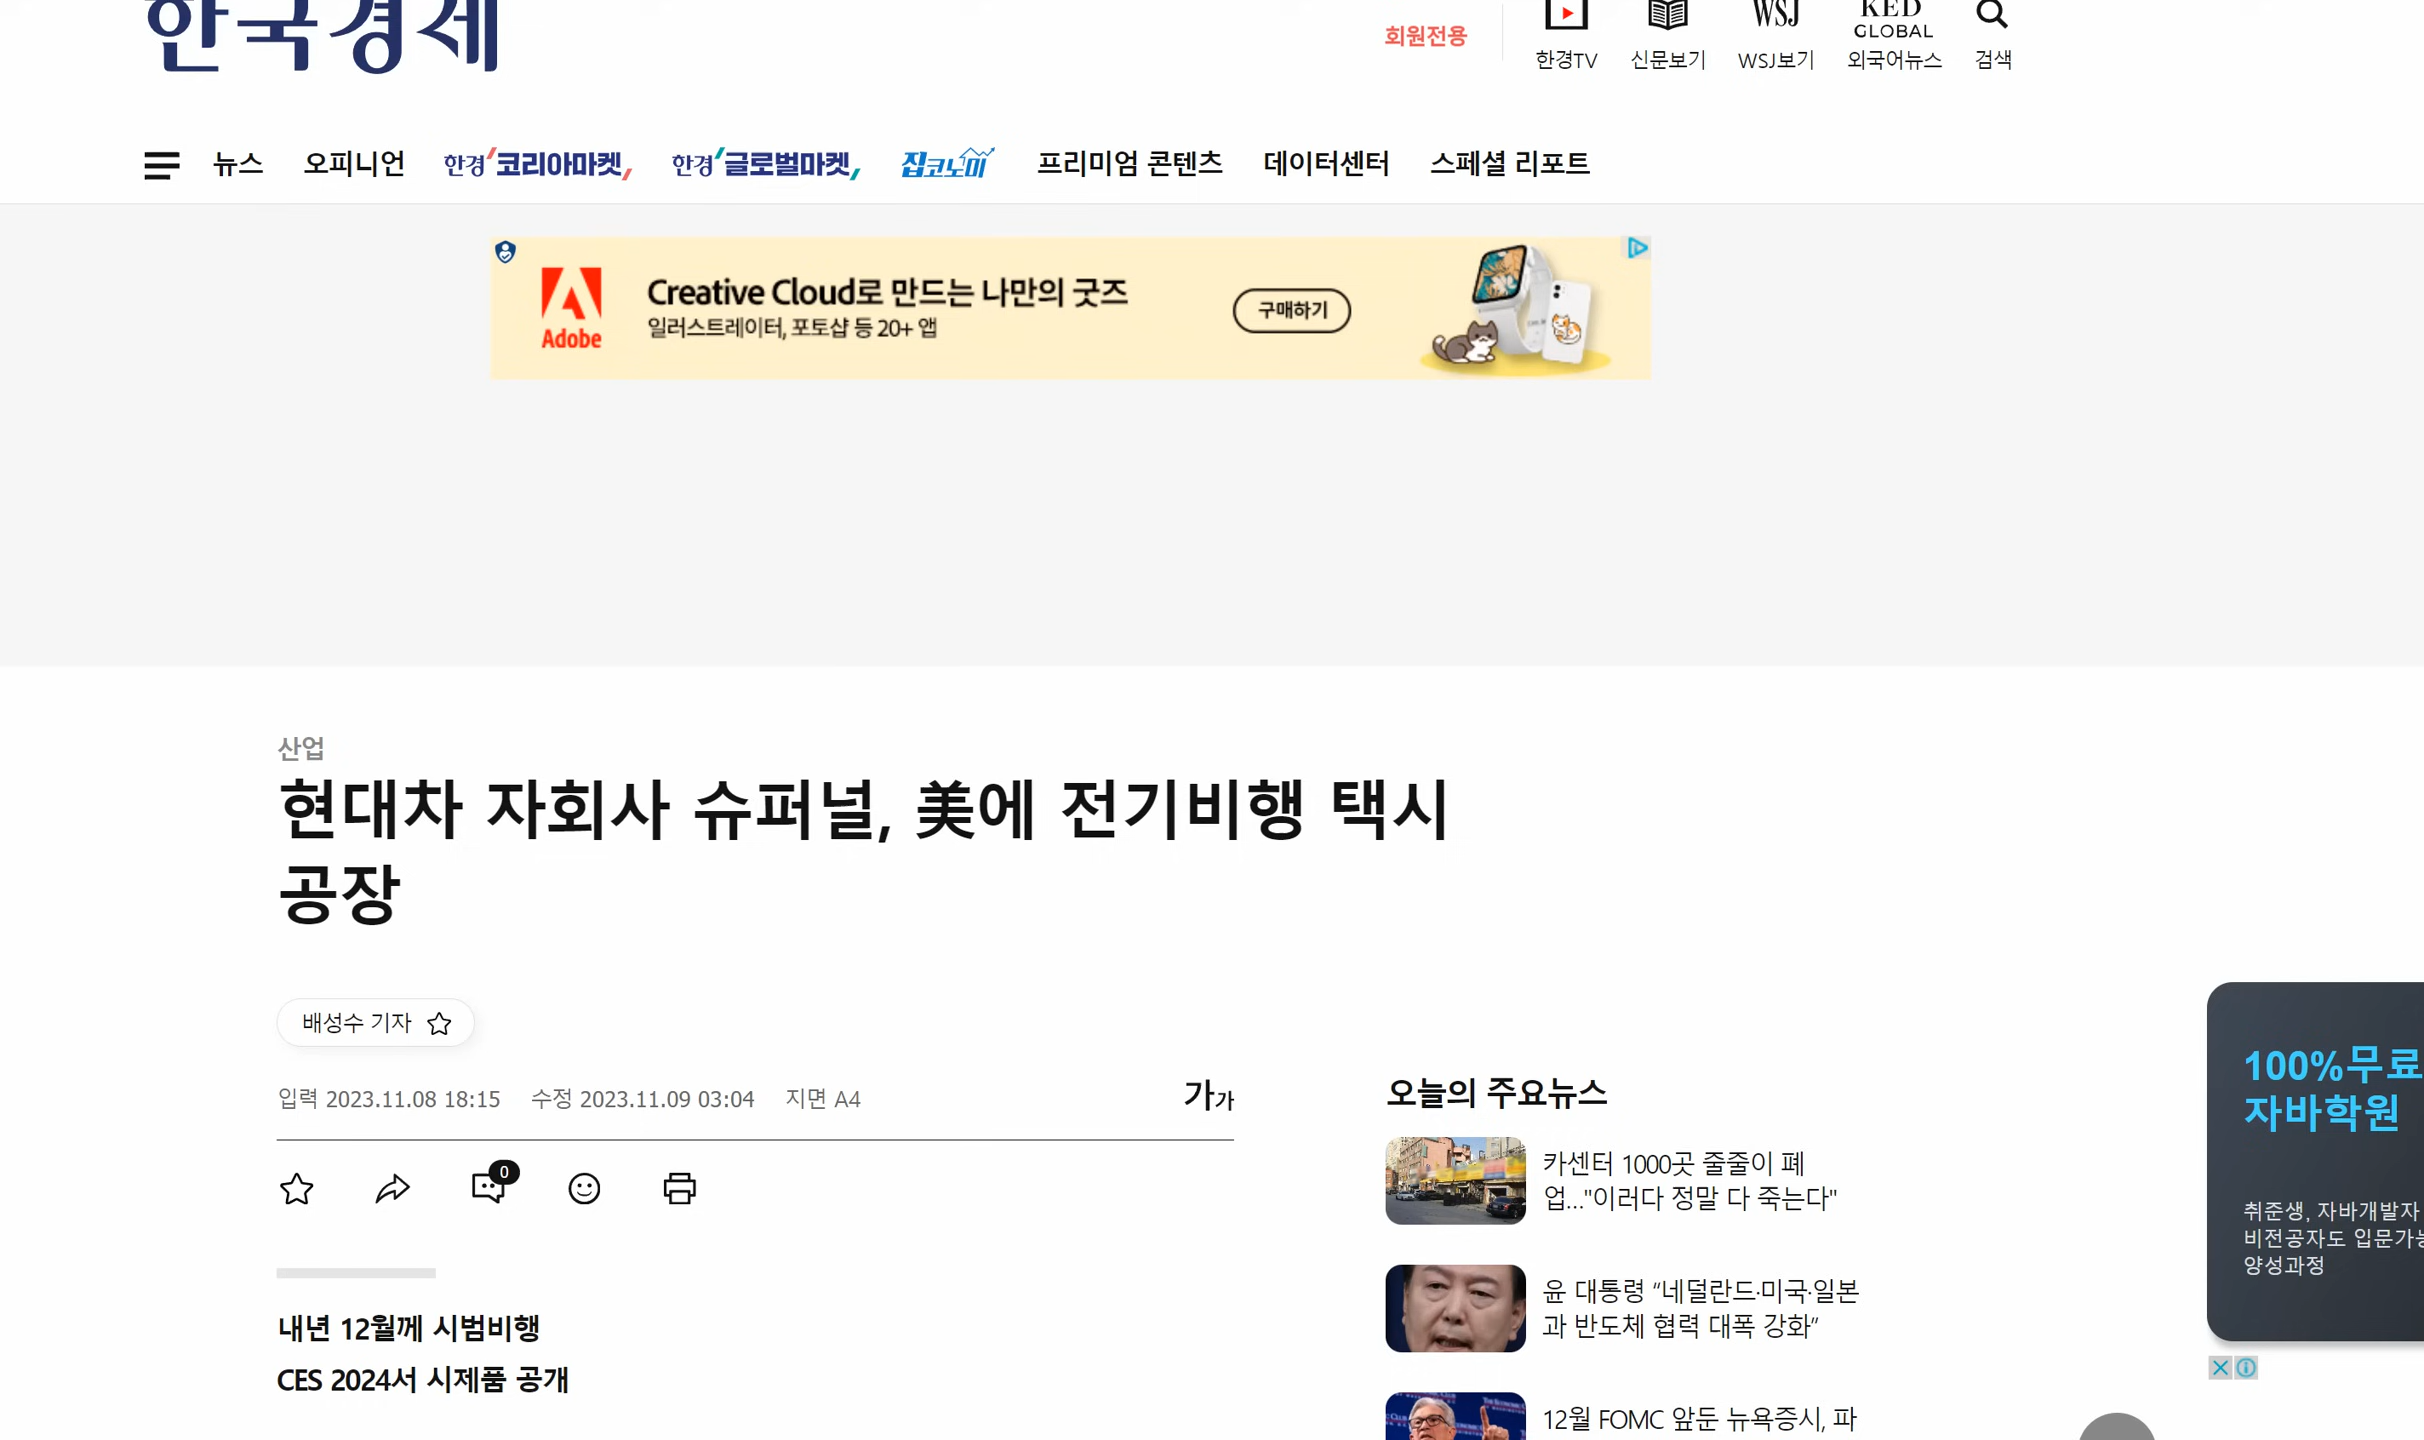 한국경제
회원전용
한경TV
신문보기
WSJ
WSJ보기
KED
GLOBAL
외국어뉴스
검색
뉴스
오피니언
한경 코리아마켓
한경 글로벌마켓
집코노미
프리미엄 콘텐츠
데이터센터
스페셜 리포트
Adobe
Creative Cloud로 만드는 나만의 굿즈
일러스트레이터, 포토샵 등 20+ 앱
구매하기
산업
현대차 자회사 슈퍼널, 美에 전기비행 택시
공장
배성수 기자
입력 2023.11.08 18:15 수정 2023.11.09 03:04 지면 A4
가가
0
내년 12월께 시범비행
CES 2024서 시제품 공개
오늘의 주요뉴스
카센터 1000곳 줄줄이 폐
업..."이러다 정말 다 죽는다"
윤 대통령 “네덜란드·미국·일본
과 반도체 협력 대폭 강화”
12월 FOMC 앞둔 뉴욕증시, 파
100%무료
자바학원
취준생, 자바개발자
비전공자도 입문가능
양성과정